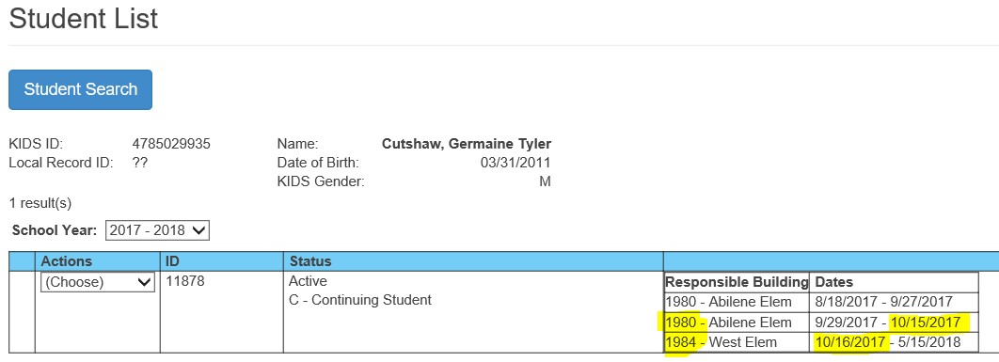 Student List
Student Search
KIDS ID: 4785029935 Name: Cutshaw, Germaine Tyler
Local Record ID: ?? Date of Birth: 03/31/2011
KIDS Gender: M
1 result(s)
School Year: 2017 - 2018
Actions ID Status
(Choose) 11878 Active Responsible Building Dates
C - Continuing Student 1980 - Abilene Elem 8/18/2017 - 9/27/2017
1980 - Abilene Elem 9/29/2017 - 10/15/2017
1984 - West Elem 10/16/2017 - 5/15/2018